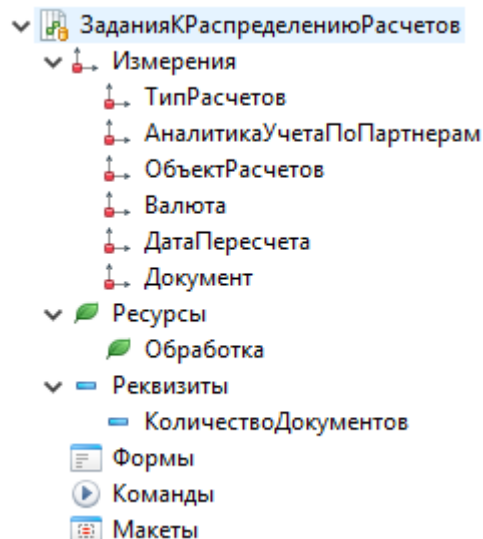 ЗаданияКРаспределениюРасчетов
Измерения
ТипРасчетов
АналитикаУчетаПоПартнерам
ОбъектРасчетов
Валюта
ДатаПересчета
Документ
Ресурсы
Обработка
Реквизиты
КоличествоДокументов
Формы
Команды
Макеты